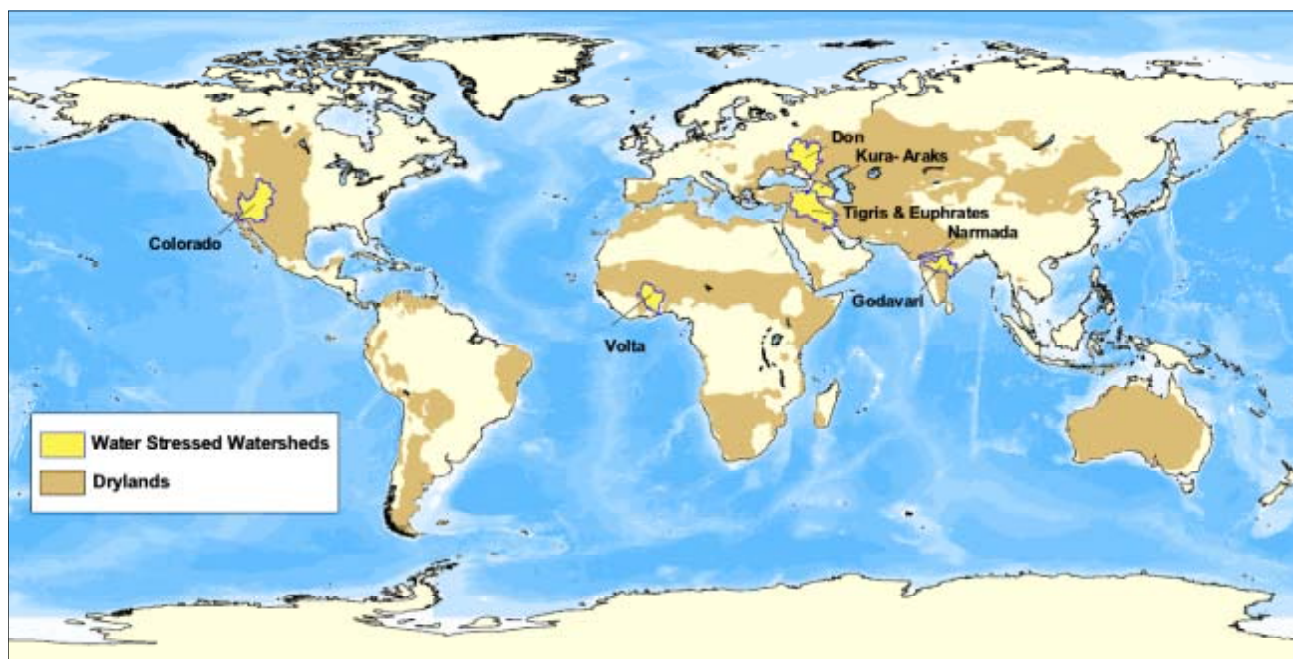 Don
Kura- Araks
Tigris & Euphrates
Narmada
Colorado
Godavari
Volta
Water Stressed Watersheds
Drylands